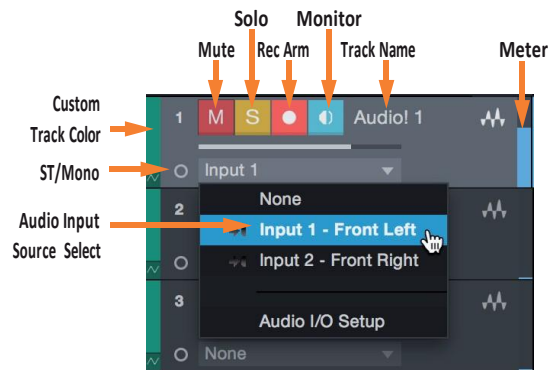 Solo Monitor
Mute Rec Arm Track Name Meter
Custom
Track Color
1 M S Audio! 1
ST/Mono
Input 1
Audio Input
Source Select
2
None
Input 1 - Front Left
Input 2 - Front Right
3
Audio I/O Setup
None